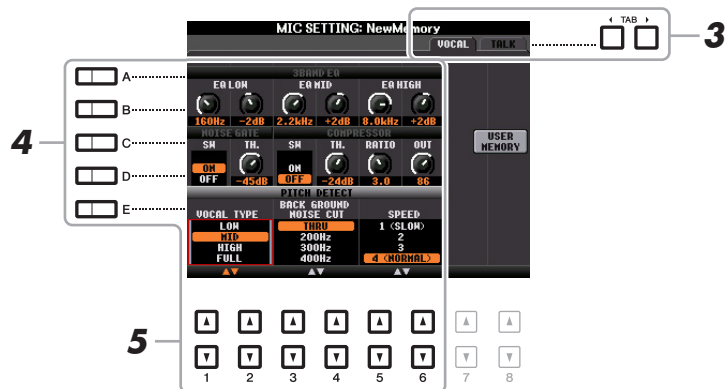 MIC SETTING: NewMemory
◀ TAB ▶
3
VOCAL TALK
4
A
B
C
D
E
3BAND EQ
EQ LOW EQ MID EQ HIGH
160Hz -2dB 2.2kHz +2dB 8.0kHz +2dB
NOISE GATE COMPRESSOR
SW TH. SW TH. RATIO OUT
ON ON
OFF -45dB OFF -24dB 3.0 86
USER
MEMORY
PITCH DETECT
VOCAL TYPE BACK GROUND NOISE CUT SPEED
LOW THRU 1 (SLOW)
MID 200Hz 2
HIGH 300Hz 3
FULL 400Hz 4 (NORMAL)
5
1 2 3 4 5 6 7 8